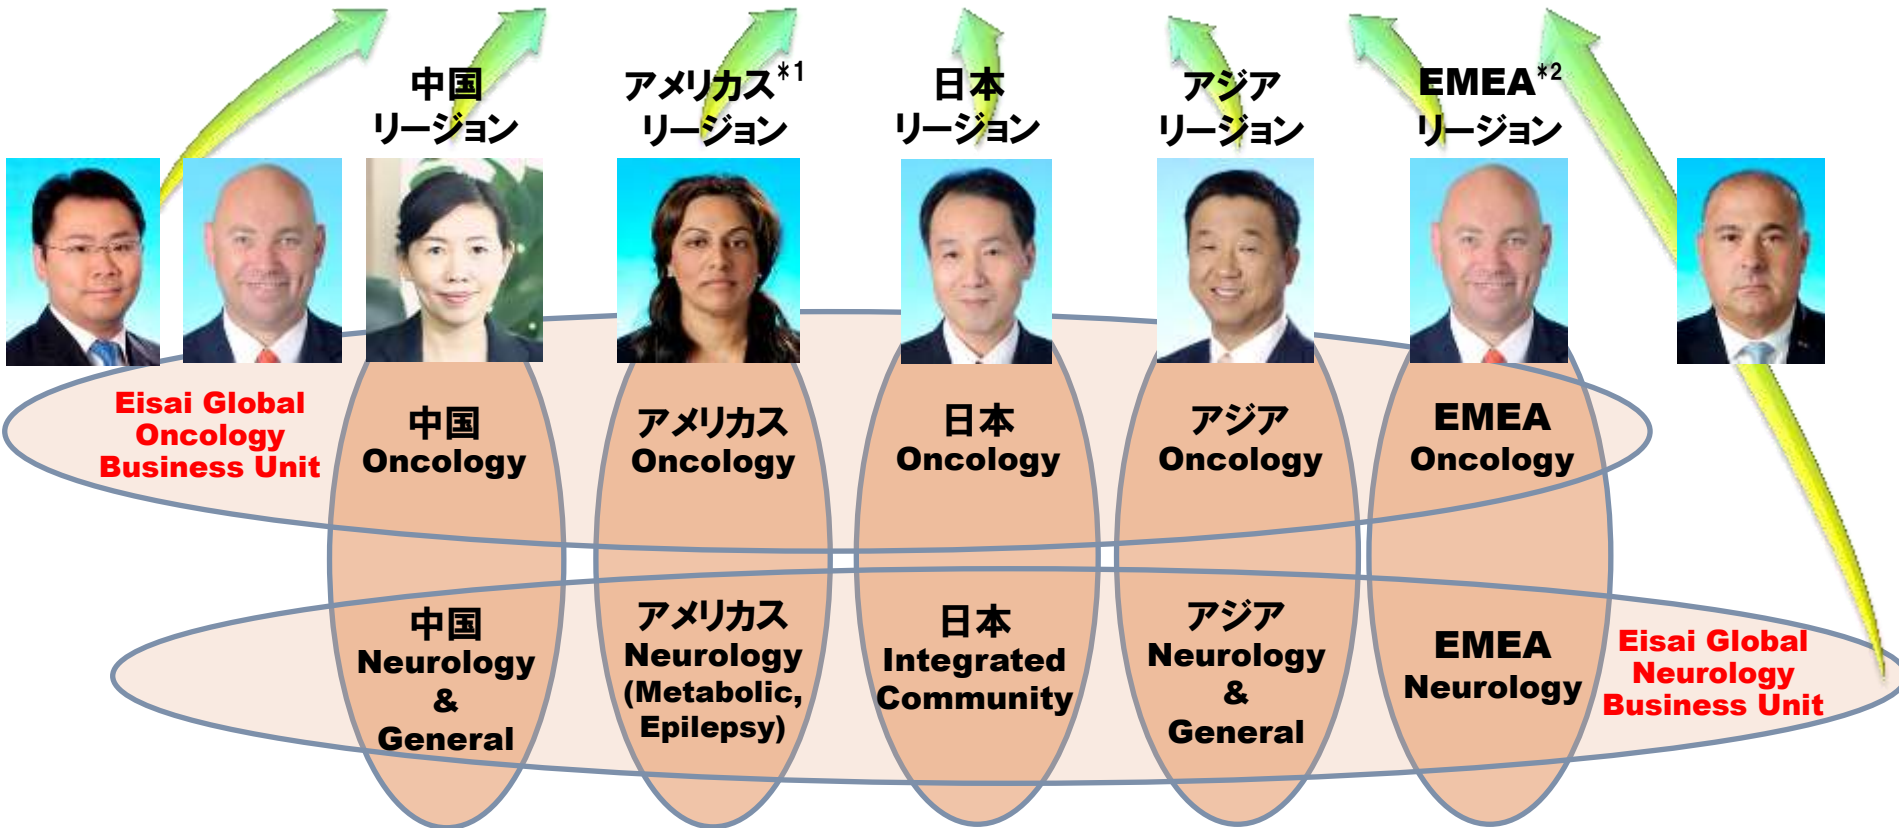 中国
リージョン
アメリカス*1
リージョン
日本
リージョン
アジア
リージョン
EMEA*2
リージョン
Eisai Global
Oncology
Business Unit
中国
Oncology
アメリカス
Oncology
日本
Oncology
アジア
Oncology
EMEA
Oncology
中国
Neurology
&
General
アメリカス
Neurology
(Metabolic,
Epilepsy)
日本
Integrated
Community
アジア
Neurology
&
General
EMEA
Neurology
Eisai Global
Neurology
Business Unit